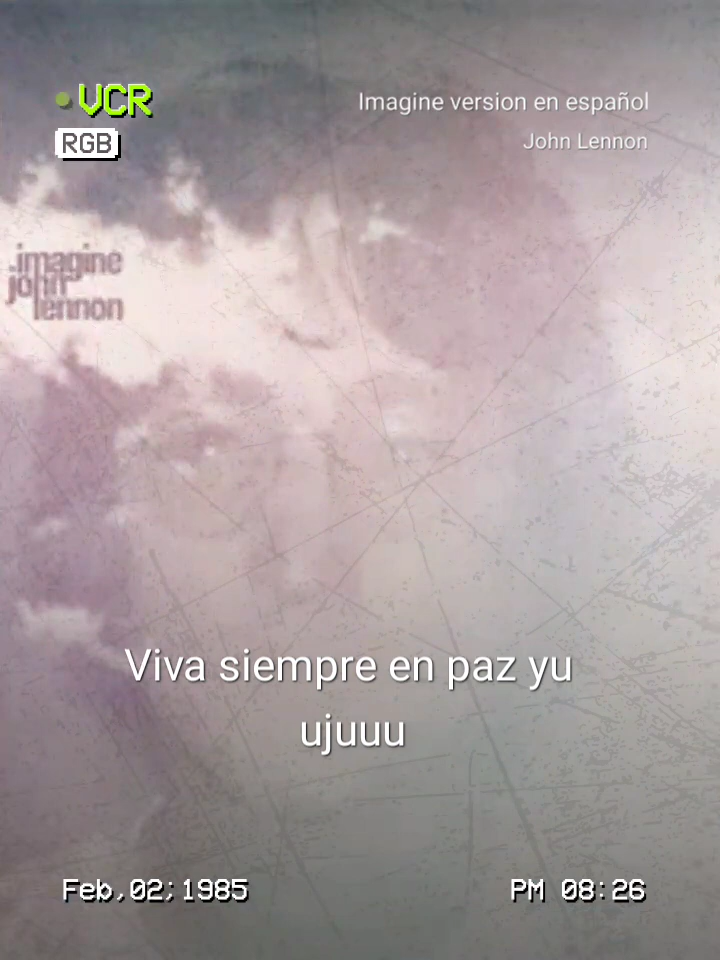 VCR
RGB
Imagine version en español
John Lennon
imagine
john
lennon
Viva siempre en paz yu
ujuuu
Feb,02;1985
PM 08:26